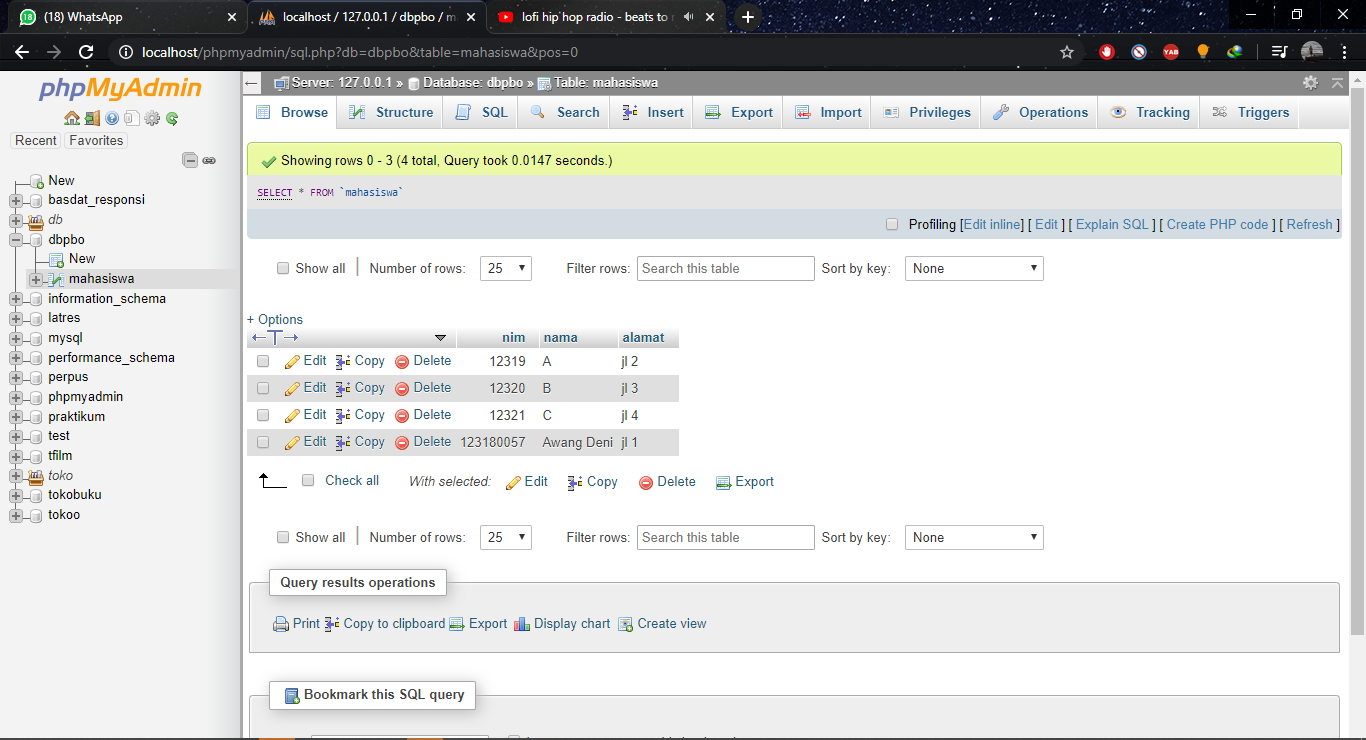 (18) WhatsApp
localhost / 127.0.0.1 / dbpbo / m
lofi hip hop radio - beats to r
localhost/phpmyadmin/sql.php?db=dbpbo&table=mahasiswa&pos=0
YAB
phpMyAdmin
Recent Favorites
New
basdat_responsi
db
dbpbo
New
mahasiswa
information_schema
latres
mysql
performance_schema
perpus
phpmyadmin
praktikum
test
tfilm
toko
tokobuku
tokoo
Server: 127.0.0.1 » Database: dbpbo » Table: mahasiswa
Browse Structure SQL Search Insert Export Import Privileges Operations Tracking Triggers
Showing rows 0 - 3 (4 total, Query took 0.0147 seconds.)
SELECT * FROM `mahasiswa`
Profiling [Edit inline] [ Edit ] [ Explain SQL ] [ Create PHP code ] [ Refresh ]
Show all Number of rows: 25 Filter rows: Search this table Sort by key: None
+ Options
nim nama alamat
Edit Copy Delete 12319 A jl 2
Edit Copy Delete 12320 B jl 3
Edit Copy Delete 12321 C jl 4
Edit Copy Delete 123180057 Awang Deni jl 1
Check all With selected: Edit Copy Delete Export
Show all Number of rows: 25 Filter rows: Search this table Sort by key: None
Query results operations
Print Copy to clipboard Export Display chart Create view
Bookmark this SQL query